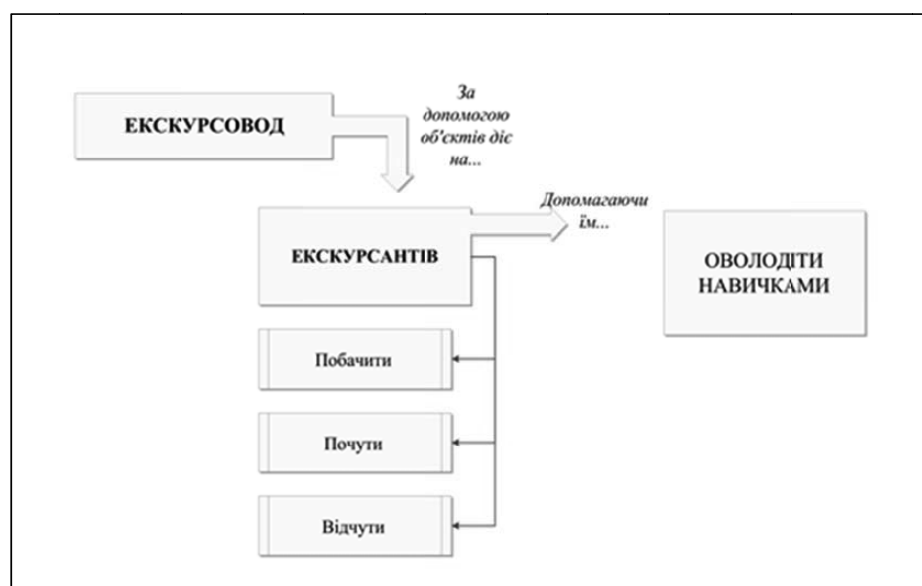 ЕКСКУРСОВОД
За
допомогою
об'єктів діє
на...
ЕКСКУРСАНТІВ
Допомагаючи
їм...
ОВОЛОДІТИ
НАВИЧКАМИ
Побачити
Почути
Відчути